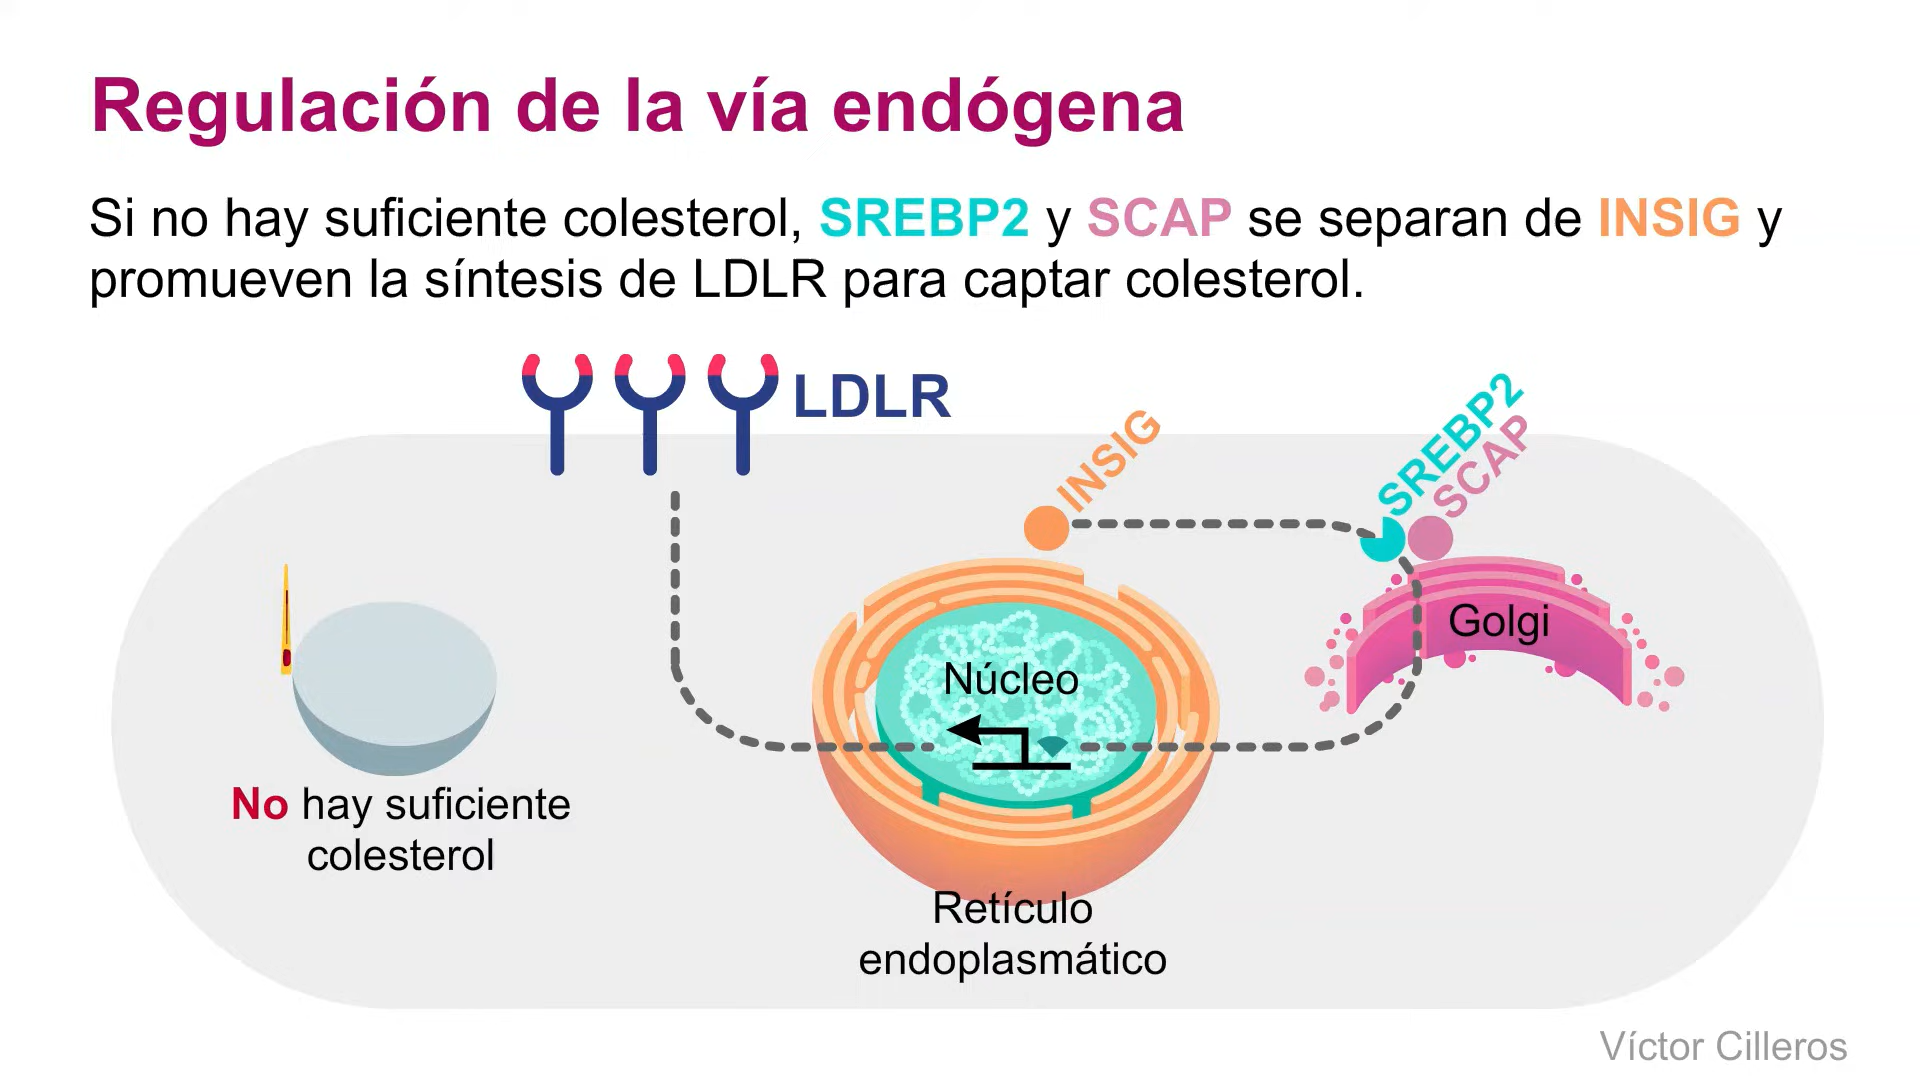 Regulación de la vía endógena
Si no hay suficiente colesterol, SREBP2 y SCAP se separan de INSIG y
promueven la síntesis de LDLR para captar colesterol.
LDLR
INSIG
SREBP2
SCAP
Golgi
Núcleo
No hay suficiente
colesterol
Retículo
endoplasmático
Víctor Cilleros